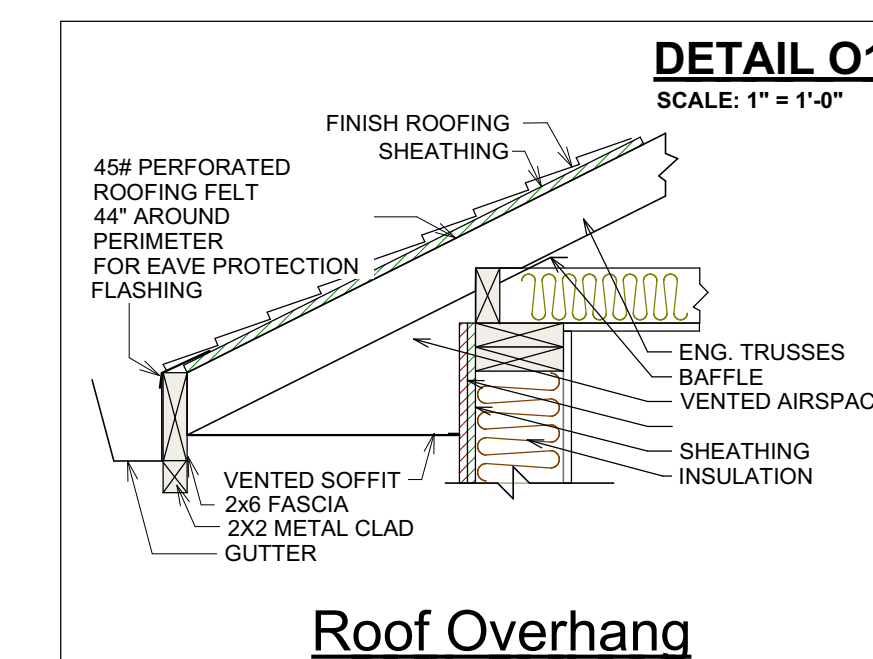 DETAIL O1
SCALE: 1" = 1'-0"
FINISH ROOFING
SHEATHING
45# PERFORATED
ROOFING FELT
44" AROUND
PERIMETER
FOR EAVE PROTECTION
FLASHING
ENG. TRUSSES
BAFFLE
VENTED AIRSPAC
SHEATHING
INSULATION
VENTED SOFFIT
2x6 FASCIA
2X2 METAL CLAD
GUTTER
Roof Overhang